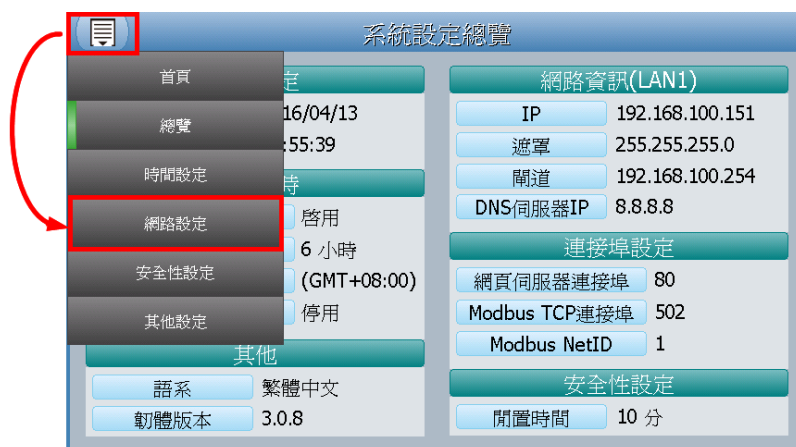 系統設定總覽
首頁
總覽
時間設定
網路設定
安全性設定
其他設定
定
16/04/13
:55:39
時
啓用
6 小時
(GMT+08:00)
停用
其他
語系 繁體中文
韌體版本 3.0.8
網路資訊(LAN1)
IP 192.168.100.151
遮罩 255.255.255.0
閘道 192.168.100.254
DNS伺服器IP 8.8.8.8
連接埠設定
網頁伺服器連接埠 80
Modbus TCP連接埠 502
Modbus NetID 1
安全性設定
閒置時間 10 分